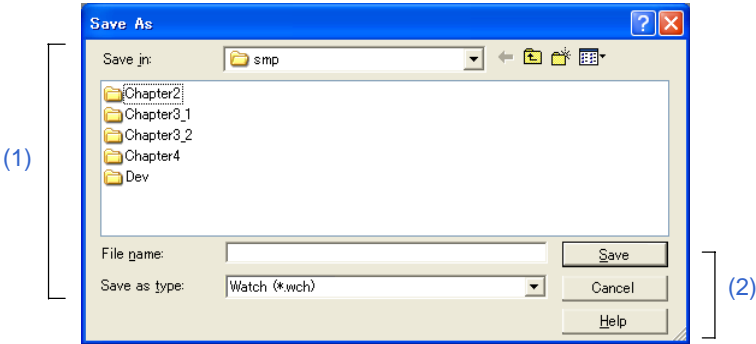 Save As
Save in:
smp
Chapter2
Chapter3_1
Chapter3_2
Chapter4
Dev
(1)
File name:
Save
Save as type:
Watch (*.wch)
Cancel
(2)
Help